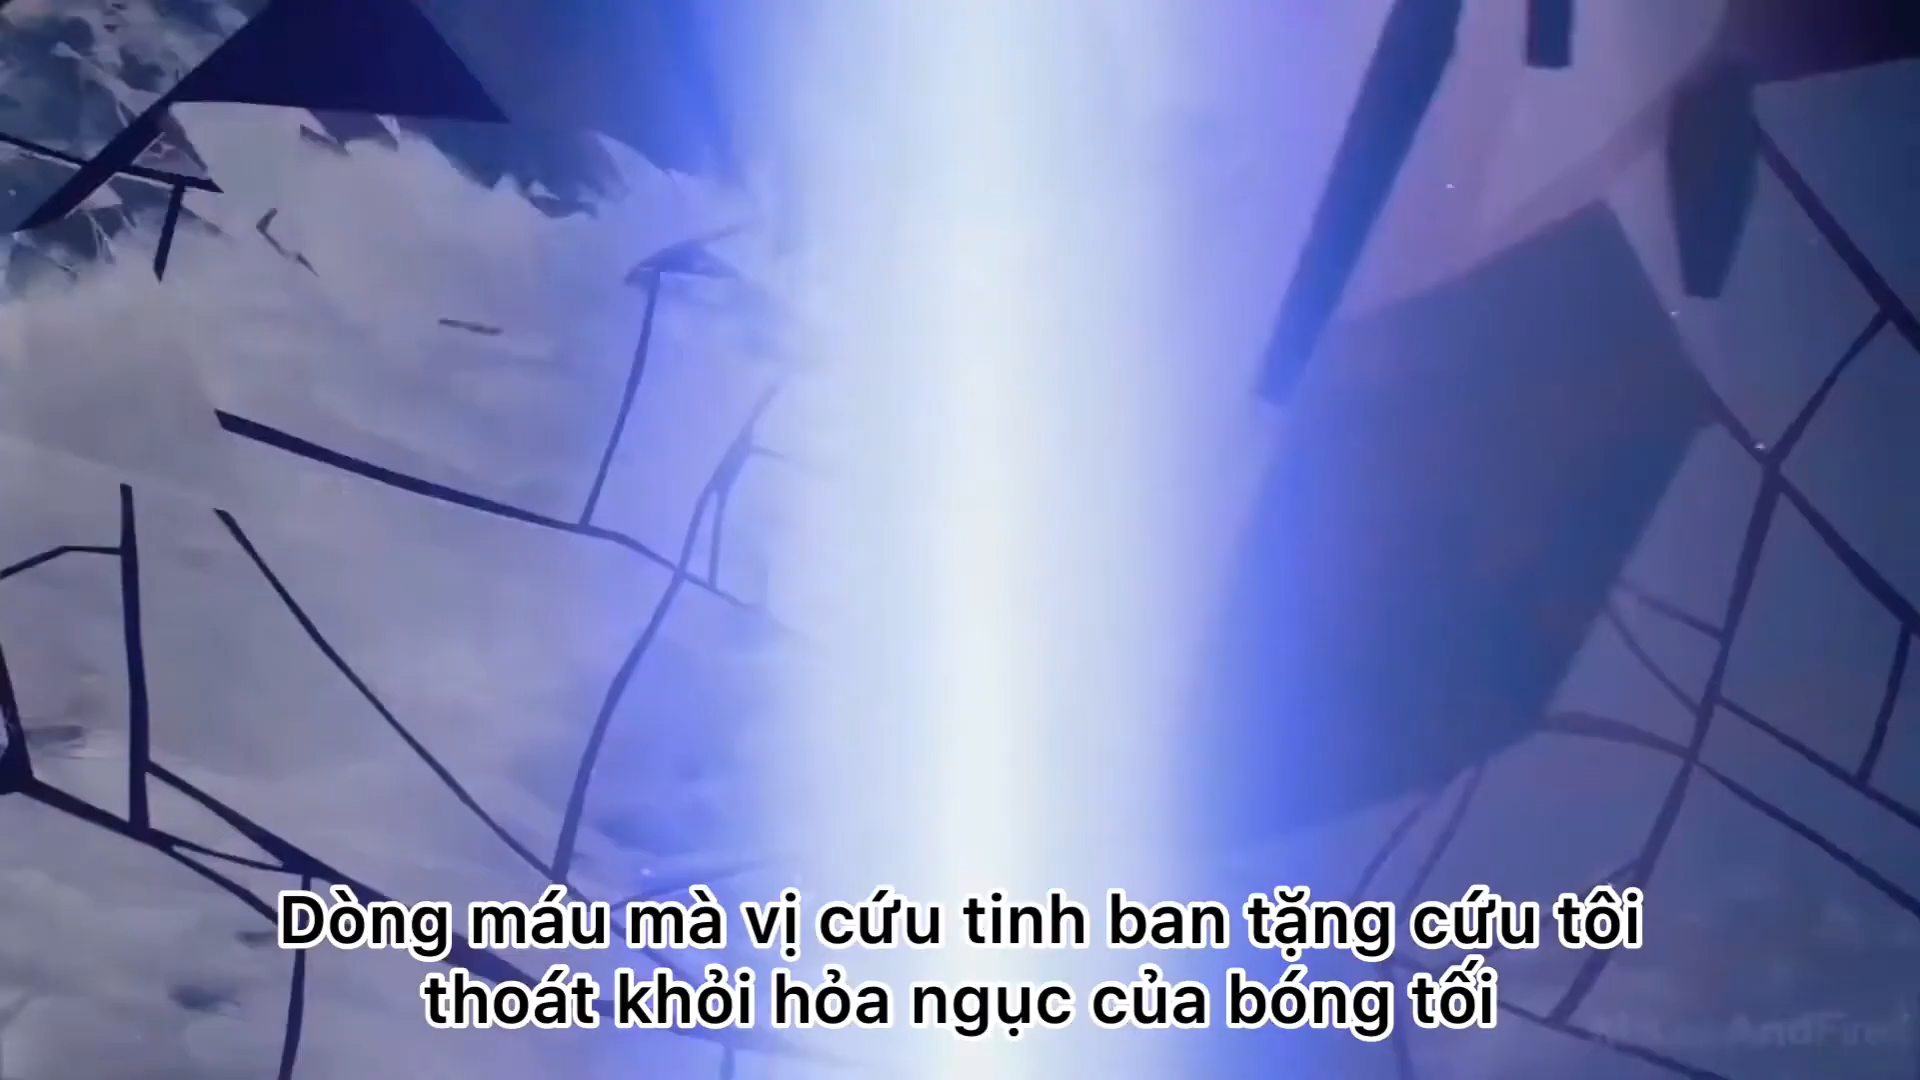 Dòng máu mà vị cứu tinh ban tặng cứu tôi
thoát khỏi hỏa ngục của bóng tối